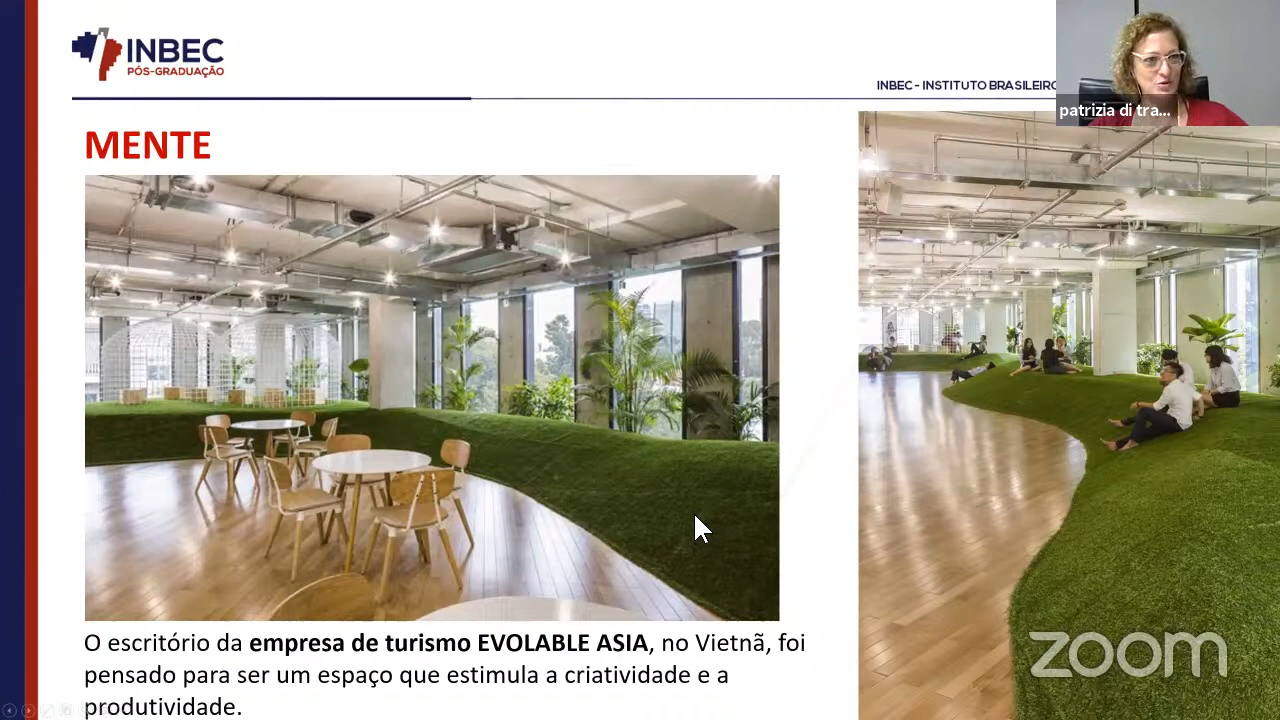 INBEC
PÓS-GRADUAÇÃO
INBEC - INSTITUTO BRASILEIRO
patrizia di tra...
MENTE
O escritório da empresa de turismo EVOLABLE ASIA, no Vietnã, foi
pensado para ser um espaço que estimula a criatividade e a
produtividade.
zoom